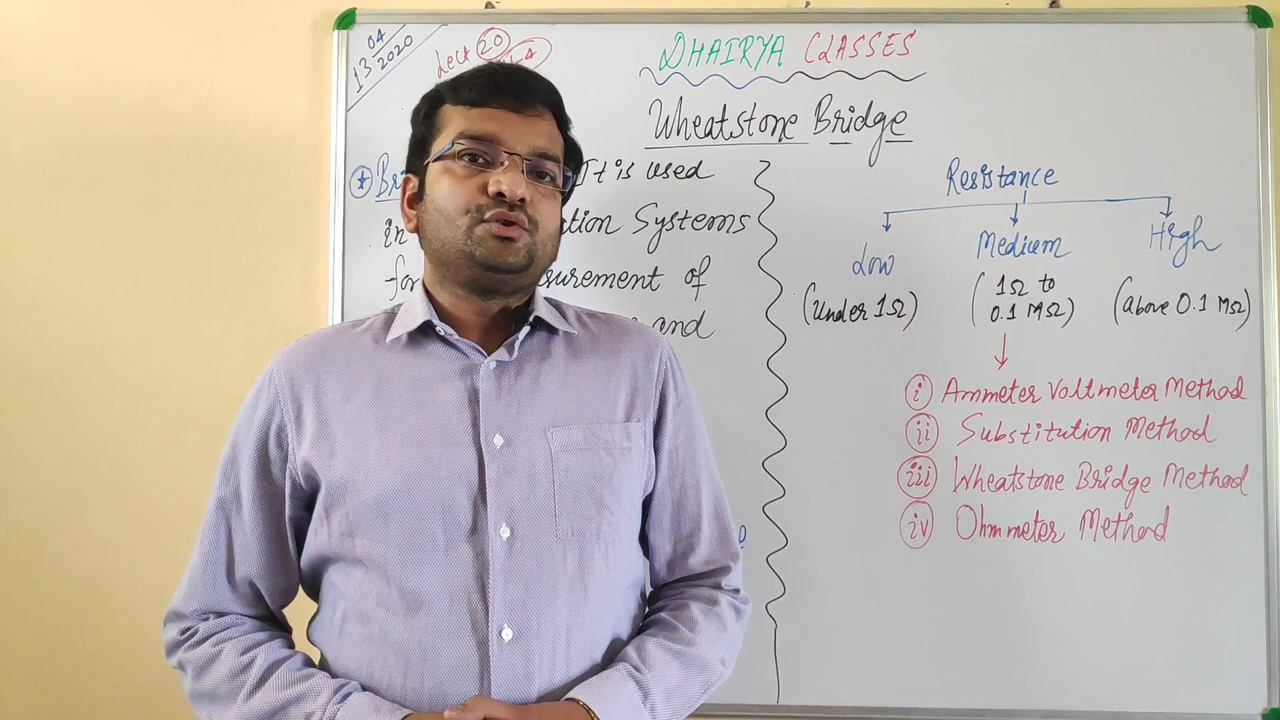 13 04 2020
Lect 20
DHAIRYA CLASSES
Wheatstone Bridge
It is used
in Systems
for surement of
and
Resistance
Low
Medium
High
(Under 1Ω)
(1Ω to
0.1 MΩ)
(Above 0.1 MΩ)
i Ammeter Voltmeter Method
ii Substitution Method
iii Wheatstone Bridge Method
iv Ohmmeter Method